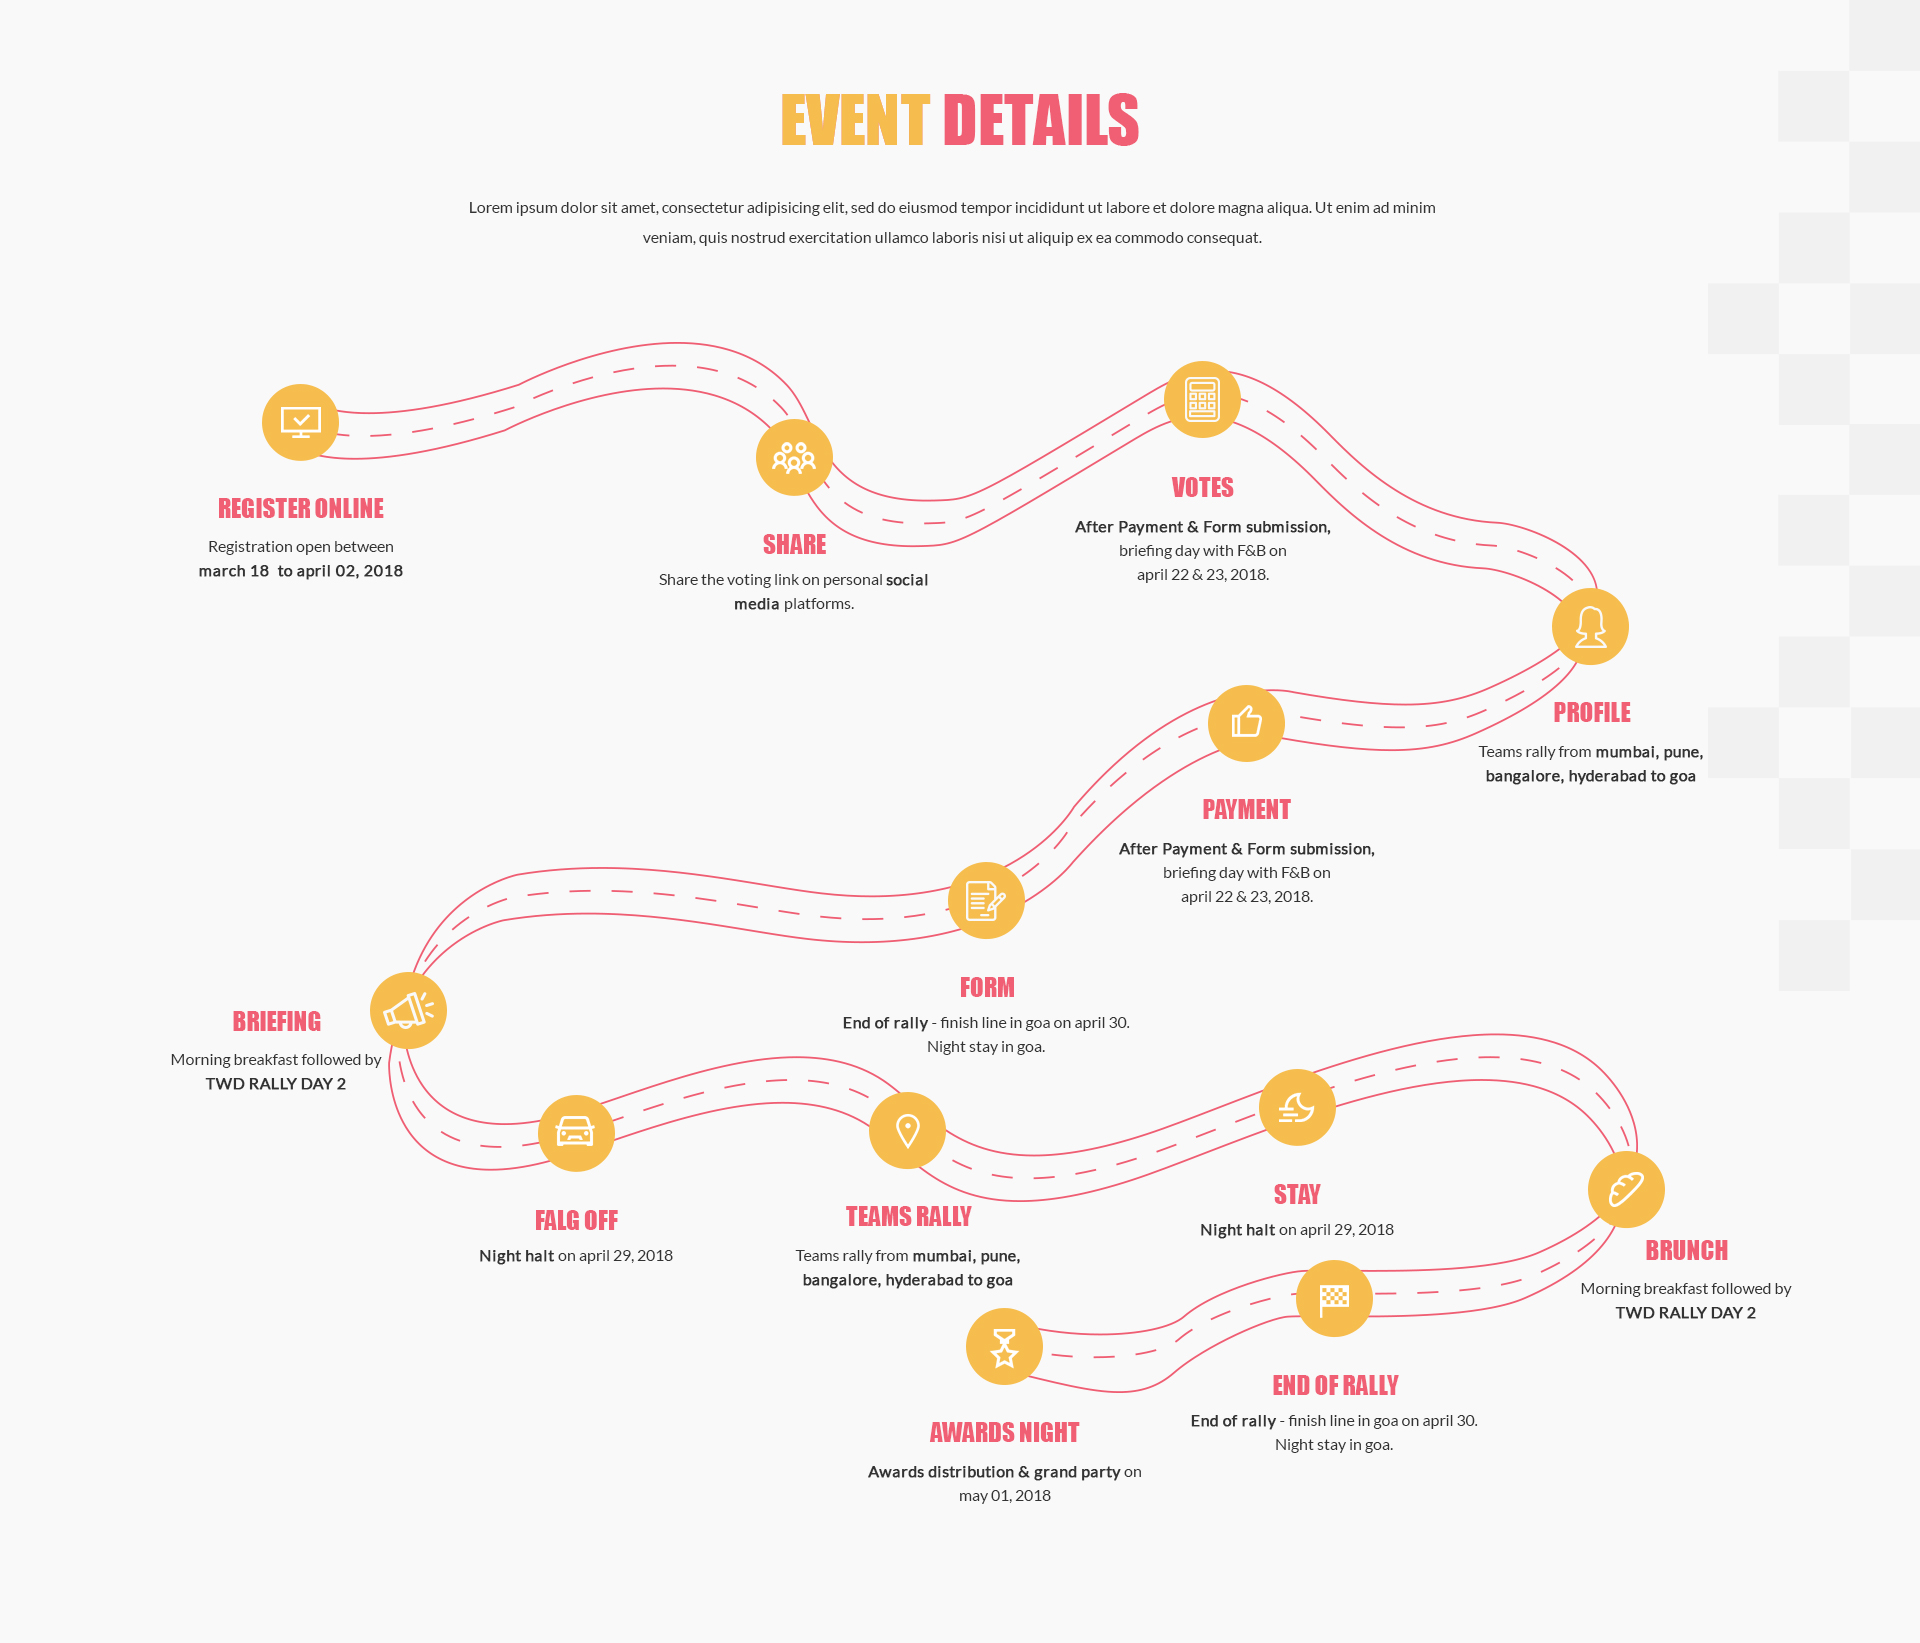 EVENT DETAILS
Lorem ipsum dolor sit amet, consectetur adipisicing elit, sed do eiusmod tempor incididunt ut labore et dolore magna aliqua. Ut enim ad minim
veniam, quis nostrud exercitation ullamco laboris nisi ut aliquip ex ea commodo consequat.
REGISTER ONLINE
Registration open between
march 18 to april 02, 2018
SHARE
Share the voting link on personal social
media platforms.
VOTES
After Payment & Form submission,
briefing day with F&B on
april 22 & 23, 2018.
PROFILE
Teams rally from mumbai, pune,
bangalore, hyderabad to goa
PAYMENT
After Payment & Form submission,
briefing day with F&B on
april 22 & 23, 2018.
FORM
End of rally - finish line in goa on april 30.
Night stay in goa.
BRIEFING
Morning breakfast followed by
TWD RALLY DAY 2
FALG OFF
Night halt on april 29, 2018
TEAMS RALLY
Teams rally from mumbai, pune,
bangalore, hyderabad to goa
STAY
Night halt on april 29, 2018
BRUNCH
Morning breakfast followed by
TWD RALLY DAY 2
END OF RALLY
End of rally - finish line in goa on april 30.
Night stay in goa.
AWARDS NIGHT
Awards distribution & grand party on
may 01, 2018